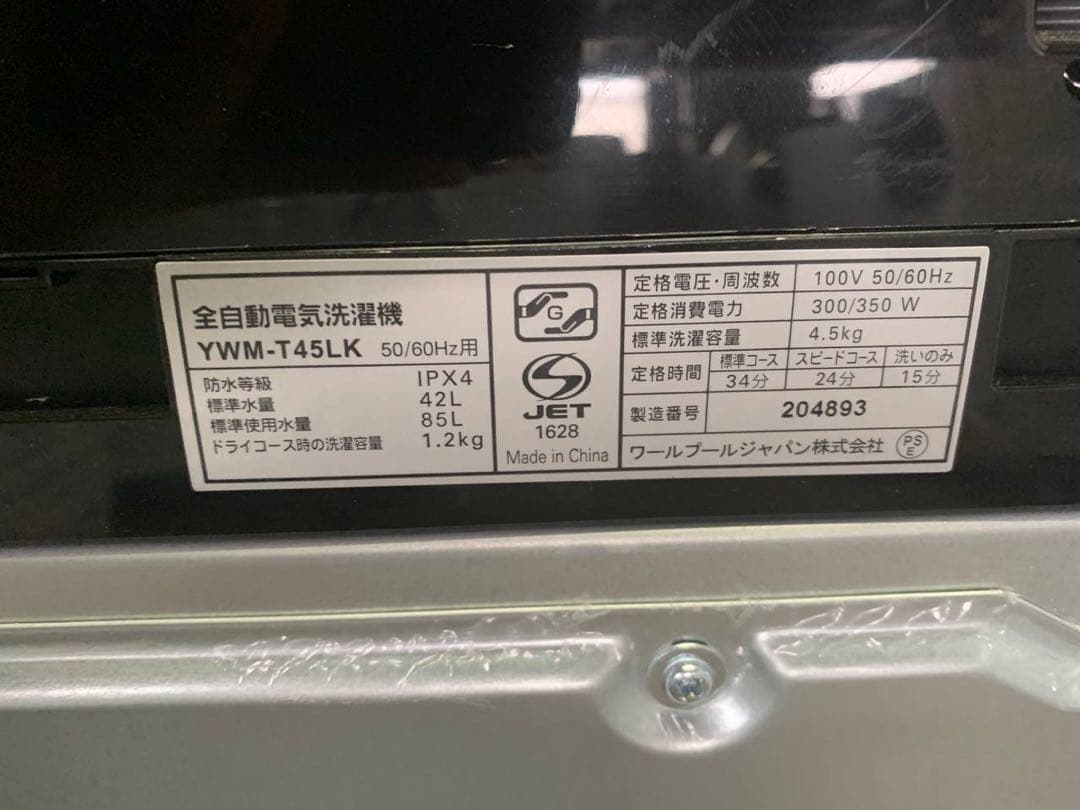 全自動電気洗濯機
YWM-T45LK 50/60Hz用
防水等級 IPX4
標準水量 42L
標準使用水量 85L
ドライコース時の洗濯容量 1.2kg
G
JET
1628
Made in China
定格電圧・周波数 100V 50/60Hz
定格消費電力 300/350 W
標準洗濯容量 4.5kg
定格時間 標準コース スピードコース 洗いのみ
34分 24分 15分
製造番号 204893
ワールプールジャパン株式会社 PSE